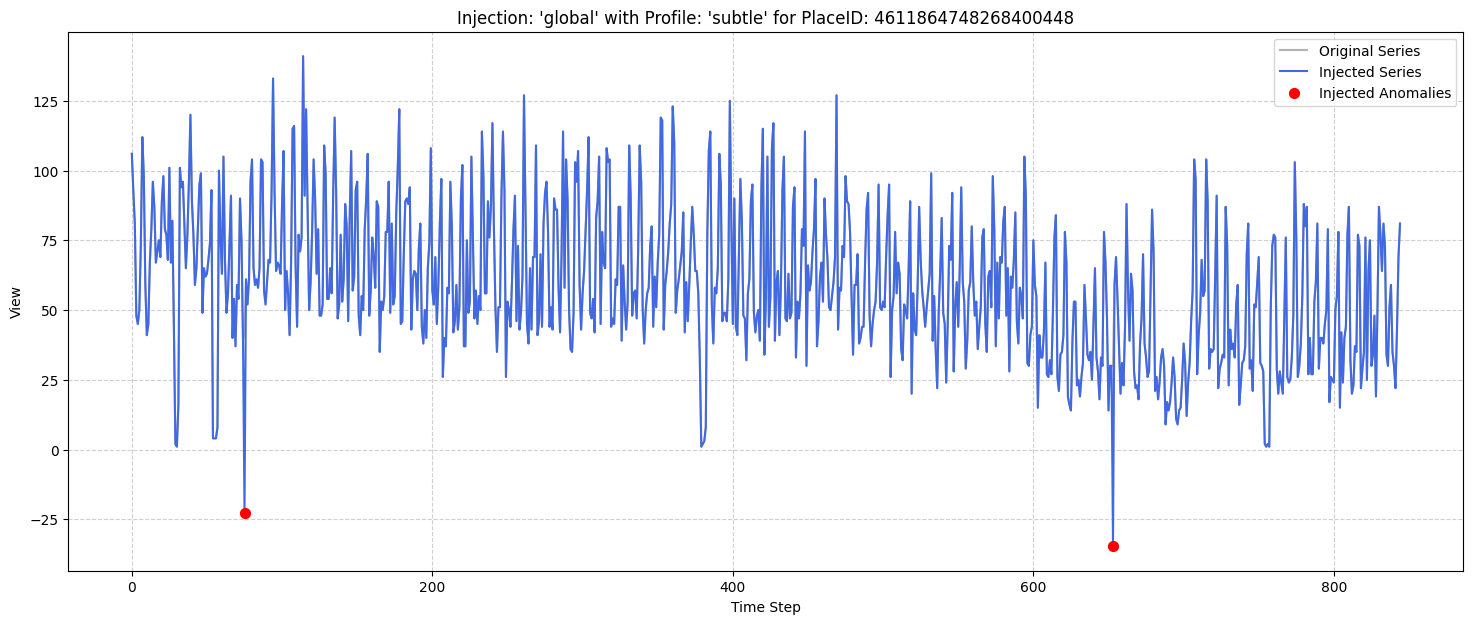 Injection: 'global' with Profile: 'subtle' for PlaceID: 4611864748268400448
Original Series
Injected Series
Injected Anomalies
View
125
100
75
50
25
0
−25
0
200
400
600
800
Time Step